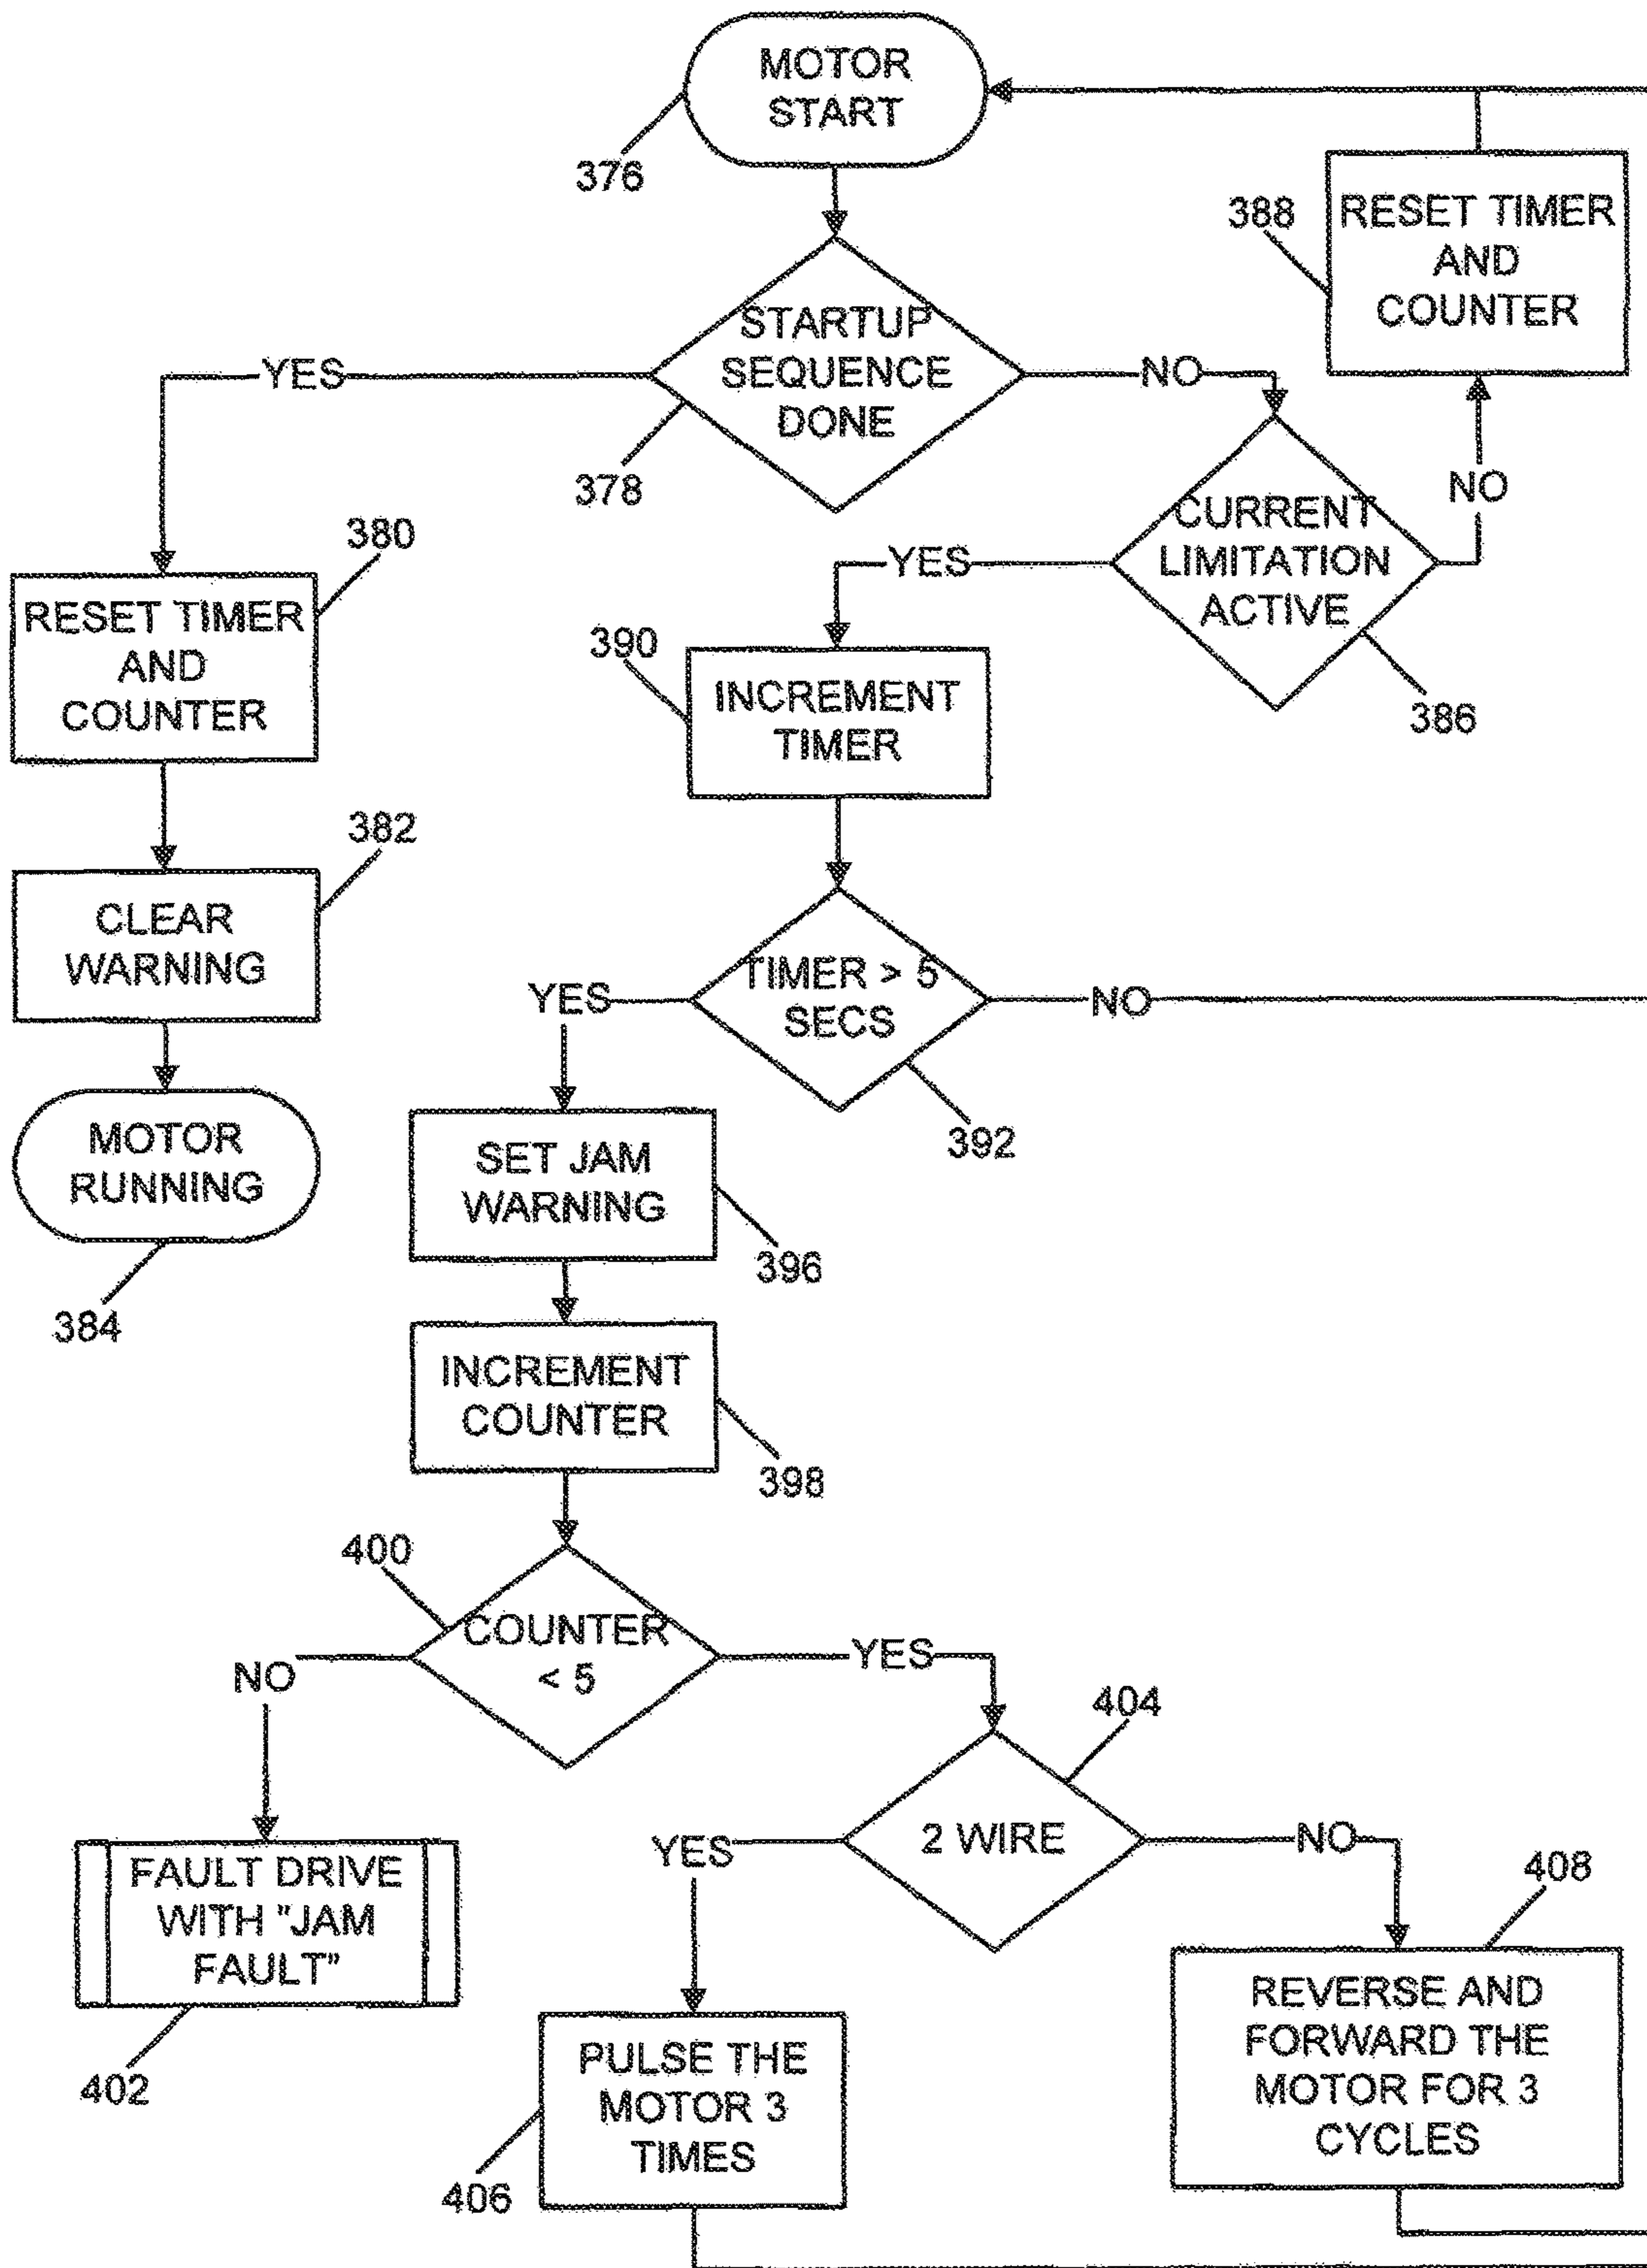 MOTOR
START
376
388
RESET TIMER
AND
COUNTER
STARTUP
SEQUENCE
DONE
YES
NO
378
CURRENT
LIMITATION
ACTIVE
NO
YES
386
380
RESET TIMER
AND
COUNTER
390
INCREMENT
TIMER
382
CLEAR
WARNING
TIMER > 5
SECS
YES
NO
392
MOTOR
RUNNING
384
SET JAM
WARNING
396
INCREMENT
COUNTER
398
400
COUNTER
< 5
NO
YES
404
2 WIRE
YES
NO
FAULT DRIVE
WITH "JAM
FAULT"
402
408
REVERSE AND
FORWARD THE
MOTOR FOR 3
CYCLES
PULSE THE
MOTOR 3
TIMES
406